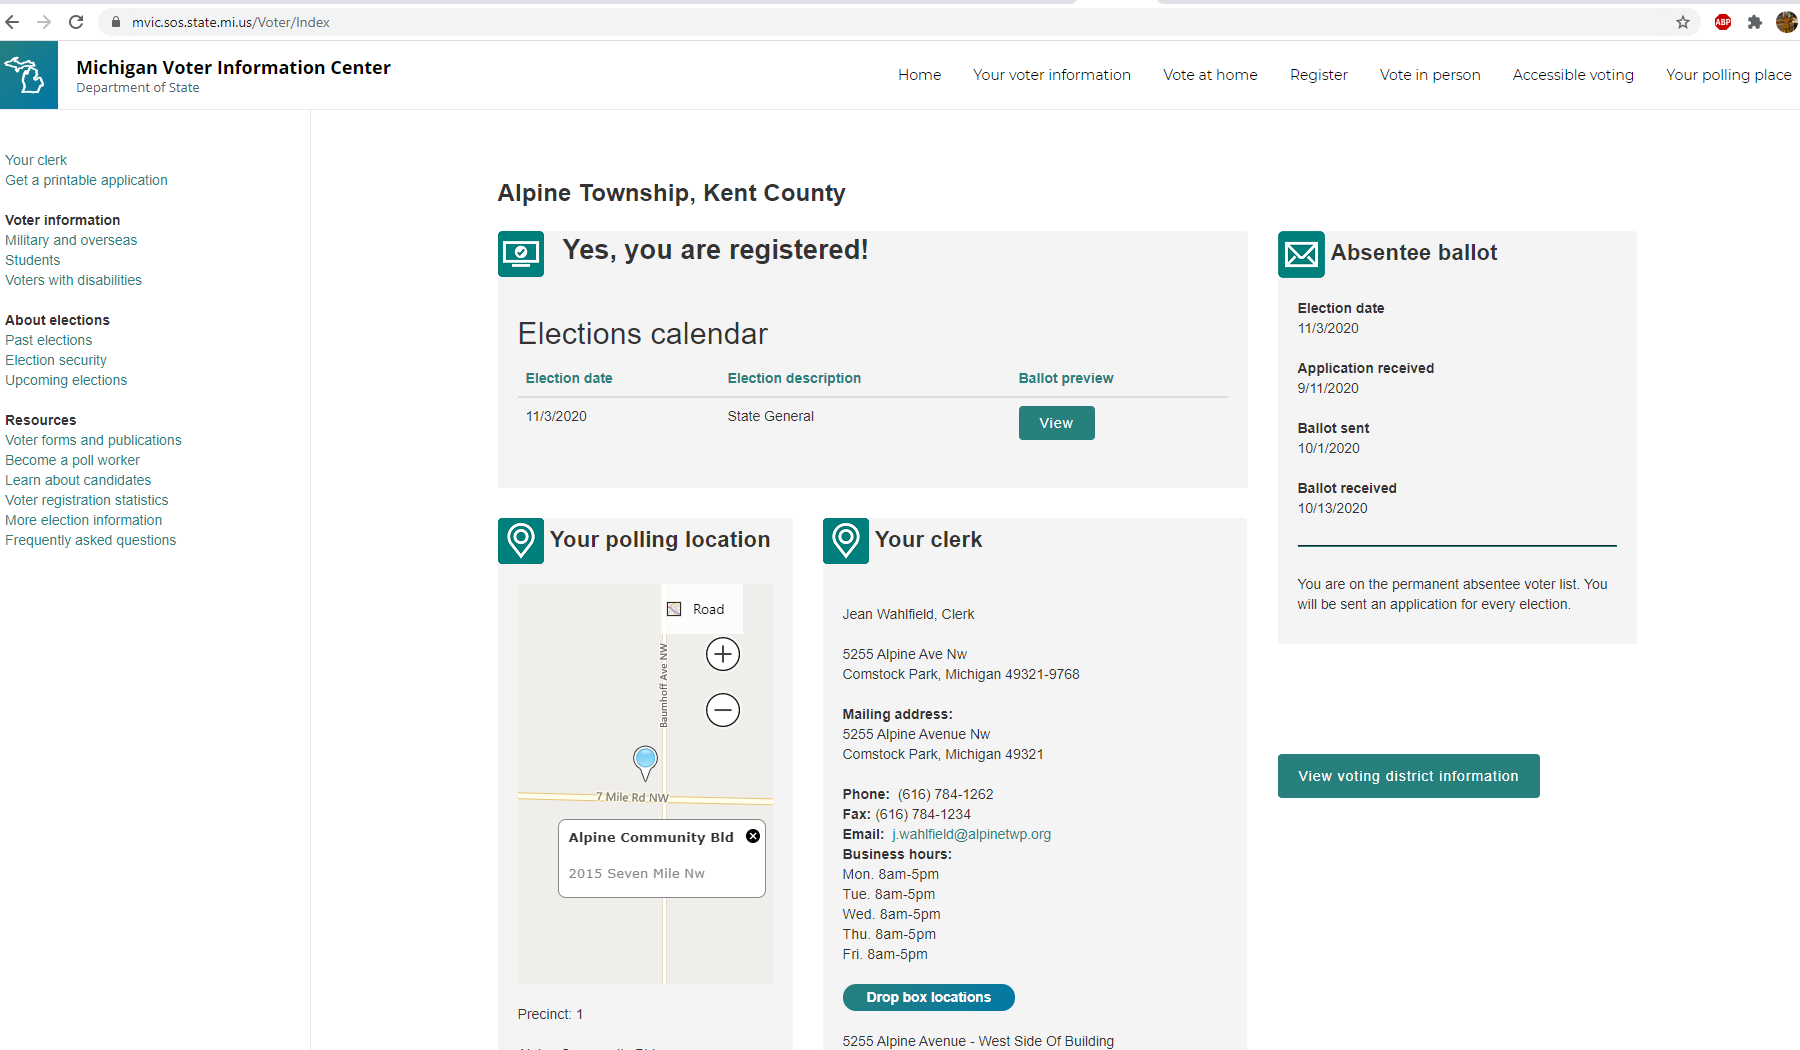 mvic.sos.state.mi.us/Voter/Index
ABP
Michigan Voter Information Center
Department of State
Home
Your voter information
Vote at home
Register
Vote in person
Accessible voting
Your polling place
Your clerk
Get a printable application
Voter information
Military and overseas
Students
Voters with disabilities
About elections
Past elections
Election security
Upcoming elections
Resources
Voter forms and publications
Become a poll worker
Learn about candidates
Voter registration statistics
More election information
Frequently asked questions
Alpine Township, Kent County
Yes, you are registered!
Elections calendar
Election date Election description Ballot preview
11/3/2020 State General View
Your polling location
Road
Baumhoff Ave NW
7 Mile Rd NW
Alpine Community Bld
2015 Seven Mile Nw
Precinct: 1
Your clerk
Jean Wahlfield, Clerk
5255 Alpine Ave Nw
Comstock Park, Michigan 49321-9768
Mailing address:
5255 Alpine Avenue Nw
Comstock Park, Michigan 49321
Phone: (616) 784-1262
Fax: (616) 784-1234
Email: j.wahlfield@alpinetwp.org
Business hours:
Mon. 8am-5pm
Tue. 8am-5pm
Wed. 8am-5pm
Thu. 8am-5pm
Fri. 8am-5pm
Drop box locations
5255 Alpine Avenue - West Side Of Building
Absentee ballot
Election date
11/3/2020
Application received
9/11/2020
Ballot sent
10/1/2020
Ballot received
10/13/2020
You are on the permanent absentee voter list. You
will be sent an application for every election.
View voting district information